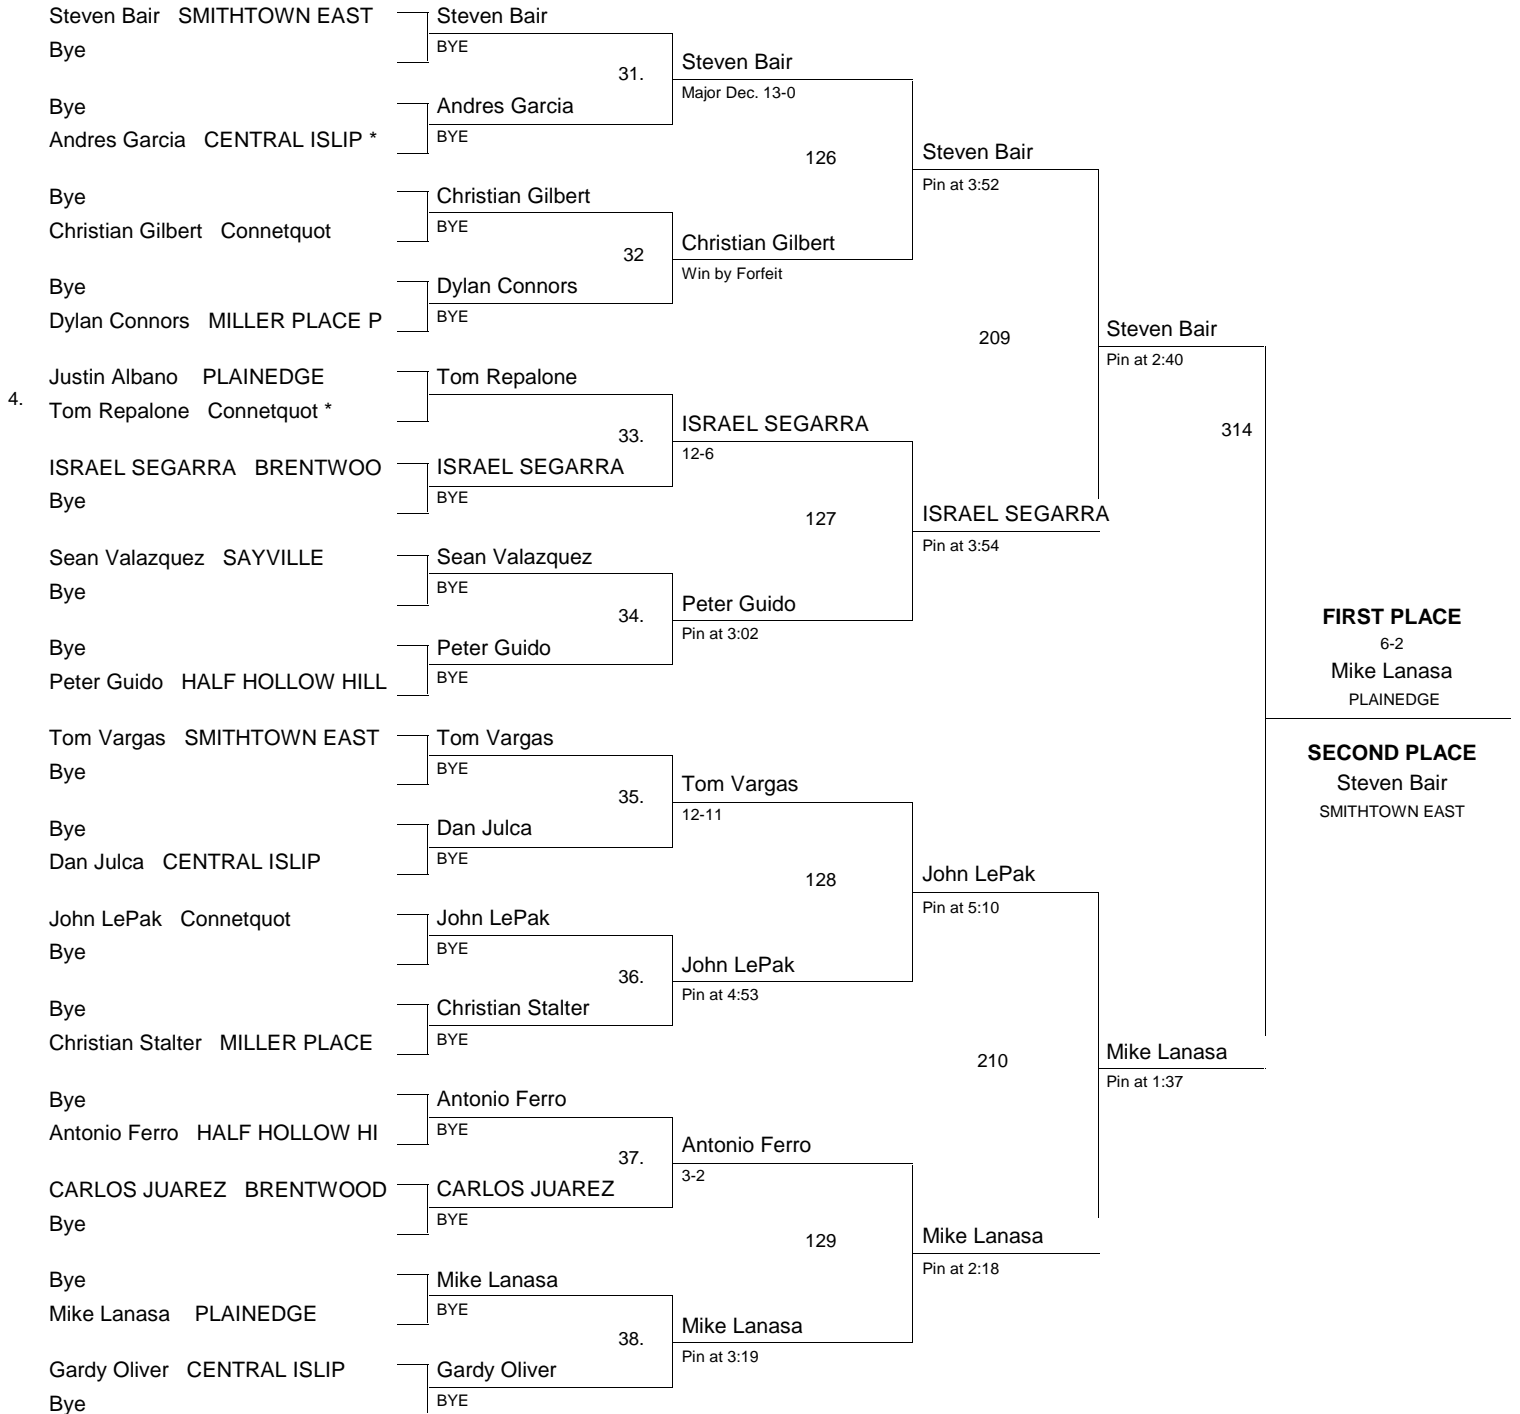 Steven Bair SMITHTOWN EAST
Bye
Bye
Andres Garcia CENTRAL ISLIP *
Bye
Christian Gilbert Connetquot
Bye
Dylan Connors MILLER PLACE P
4.
Justin Albano PLAINEDGE
Tom Repalone Connetquot *
ISRAEL SEGARRA BRENTWOO
Bye
Sean Valazquez SAYVILLE
Bye
Bye
Peter Guido HALF HOLLOW HILL
Tom Vargas SMITHTOWN EAST
Bye
Bye
Dan Julca CENTRAL ISLIP
John LePak Connetquot
Bye
Bye
Christian Stalter MILLER PLACE
Bye
Antonio Ferro HALF HOLLOW HI
CARLOS JUAREZ BRENTWOOD
Bye
Bye
Mike Lanasa PLAINEDGE
Gardy Oliver CENTRAL ISLIP
Bye
Steven Bair
BYE
31.
Andres Garcia
BYE
Christian Gilbert
BYE
32
Dylan Connors
BYE
Tom Repalone
33.
ISRAEL SEGARRA
BYE
Sean Valazquez
BYE
34.
Peter Guido
BYE
Tom Vargas
BYE
35.
Dan Julca
BYE
John LePak
BYE
36.
Christian Stalter
BYE
Antonio Ferro
BYE
37.
CARLOS JUAREZ
BYE
Mike Lanasa
BYE
38.
Gardy Oliver
BYE
Steven Bair
Major Dec. 13-0
126
Christian Gilbert
Win by Forfeit
ISRAEL SEGARRA
12-6
127
Peter Guido
Pin at 3:02
Tom Vargas
12-11
128
John LePak
Pin at 4:53
Antonio Ferro
3-2
129
Mike Lanasa
Pin at 3:19
Steven Bair
Pin at 3:52
209
ISRAEL SEGARRA
Pin at 3:54
John LePak
Pin at 5:10
210
Mike Lanasa
Pin at 2:18
Steven Bair
Pin at 2:40
314
Mike Lanasa
Pin at 1:37
FIRST PLACE
6-2
Mike Lanasa
PLAINEDGE
SECOND PLACE
Steven Bair
SMITHTOWN EAST